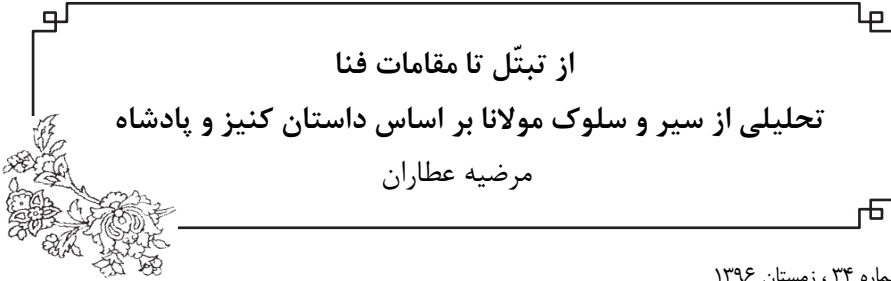 از تبتّل تا مقامات فنا
تحلیلی از سیر و سلوک مولانا بر اساس داستان کنیز و پادشاه
مرضیه عطاران
ماره ۳۴ ، زمستان ۱۳۹۶